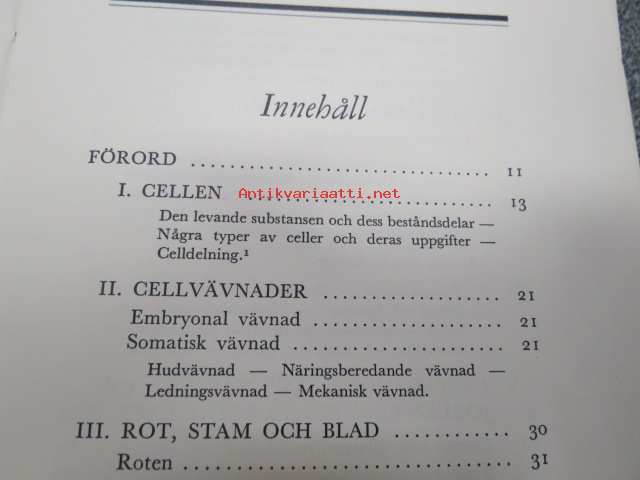 Innehåll
FÖRORD ................................ 11
I. CELLEN ............................ 13
Antikvariaatti.net
Den levande substansen och dess beståndsdelar —
Några typer av celler och deras uppgifter —
Celldelning.¹
II. CELLVÄVNADER ................... 21
Embryonal vävnad .................... 21
Somatisk vävnad ...................... 21
Hudvävnad — Näringsberedande vävnad —
Ledningsvävnad — Mekanisk vävnad.
III. ROT, STAM OCH BLAD ............ 30
Roten .................................. 31